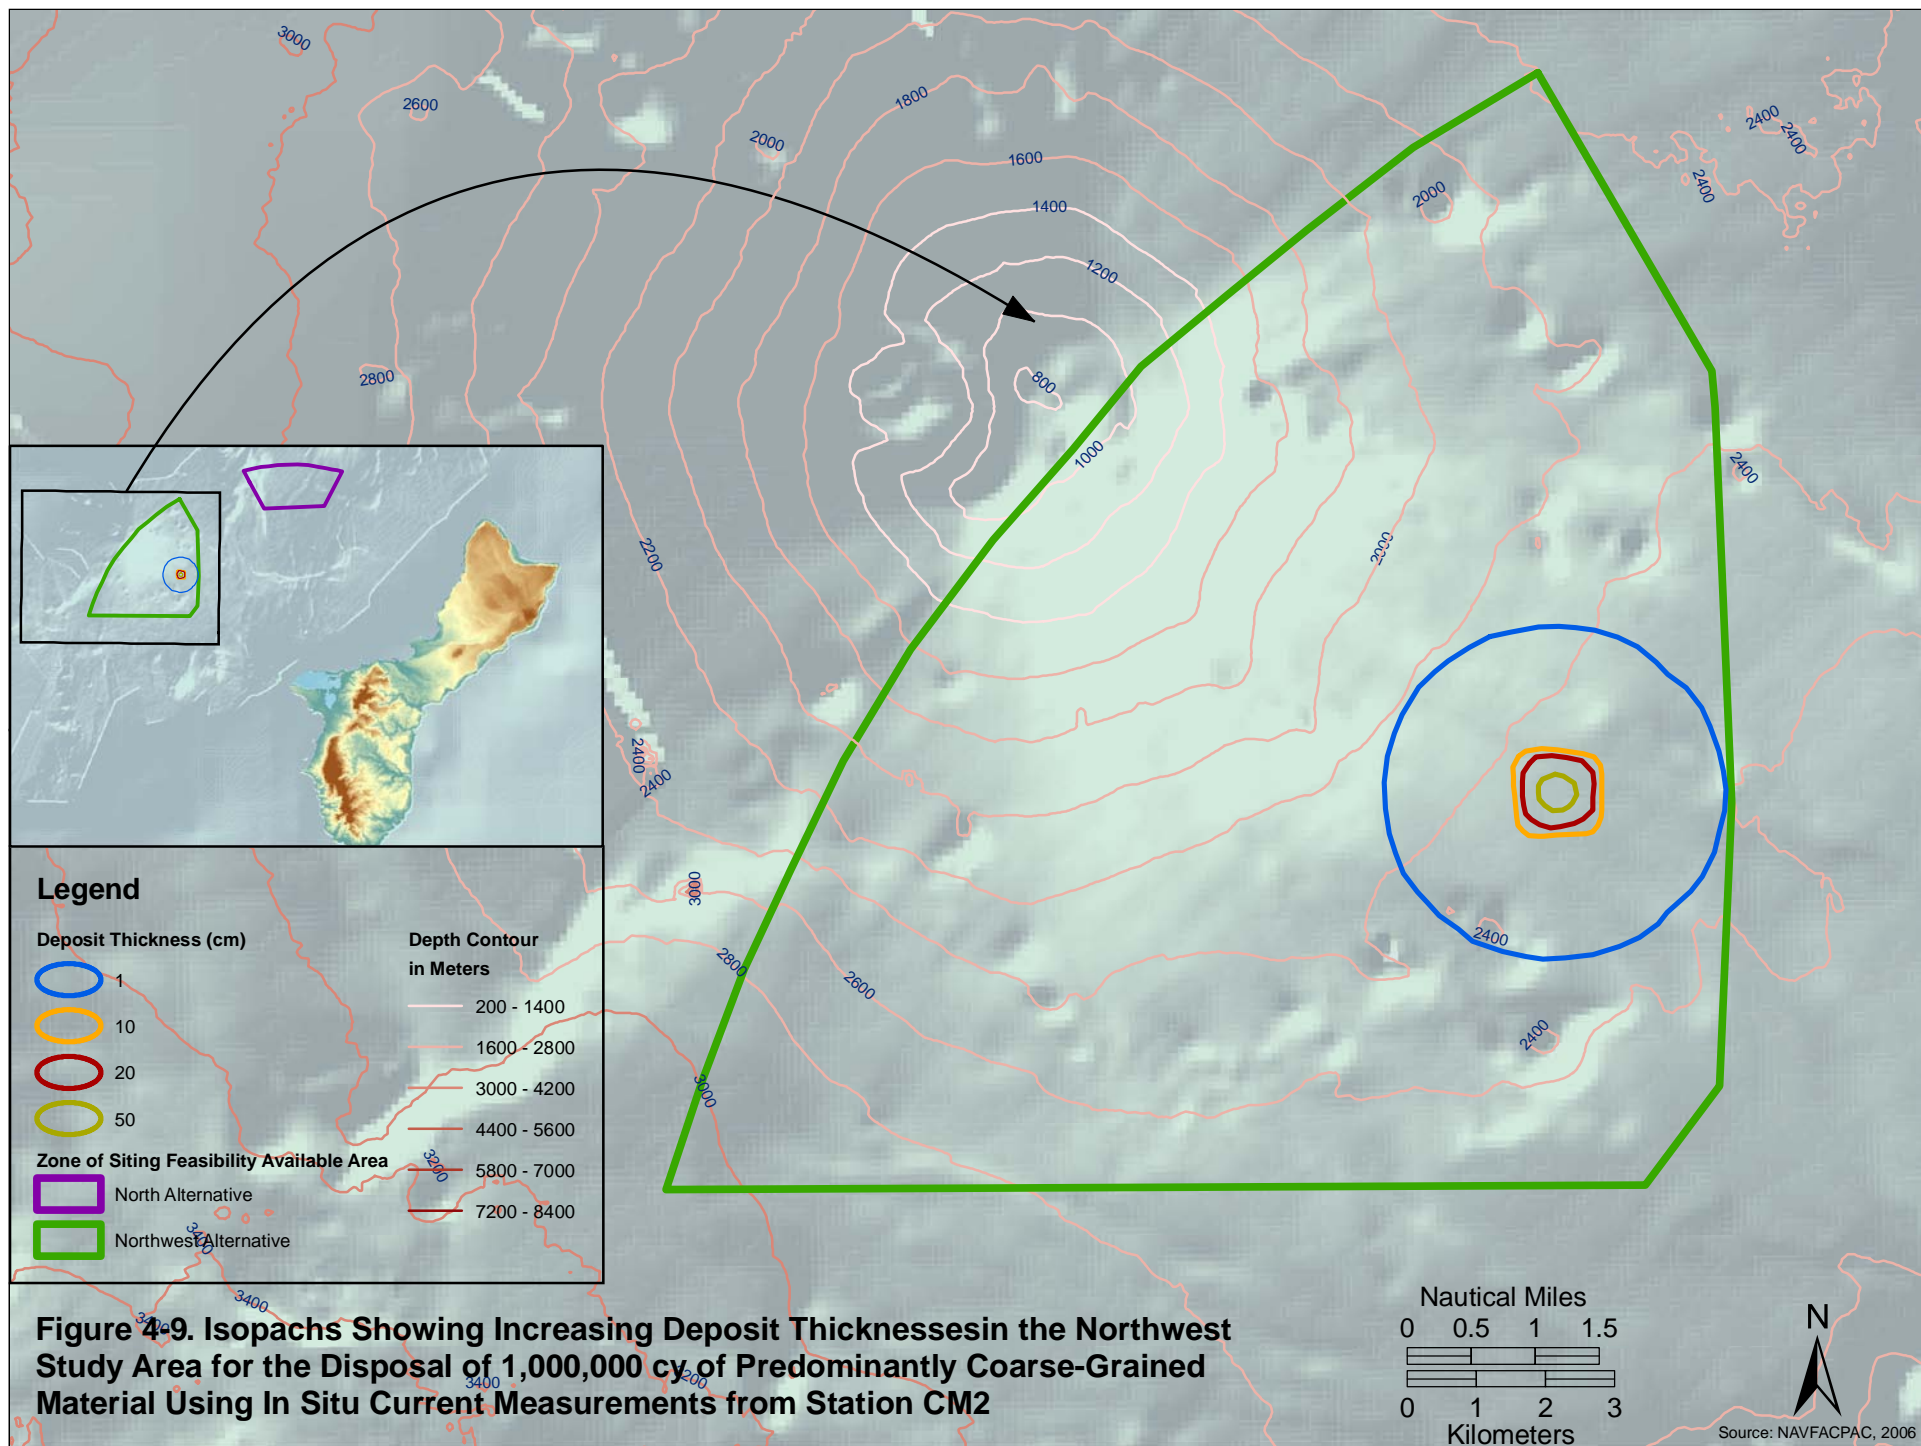 3000
2600
1800
2000
1600
1400
1200
2000
2400
2400
2400
2800
800
1000
2400
2200
2000
2400
2400
3000
2800
2600
2400
2400
3000
Legend
Deposit Thickness (cm)
1
10
20
50
Depth Contour
in Meters
200 - 1400
1600 - 2800
3000 - 4200
4400 - 5600
5800 - 7000
7200 - 8400
Zone of Siting Feasibility Available Area
North Alternative
Northwest Alternative
3200
3400
3400
3400
3400
3200
Figure 4-9. Isopachs Showing Increasing Deposit Thicknessesin the Northwest
Study Area for the Disposal of 1,000,000 cy of Predominantly Coarse-Grained
Material Using In Situ Current Measurements from Station CM2
Nautical Miles
0 0.5 1 1.5
0 1 2 3
Kilometers
N
Source: NAVFACPAC, 2006